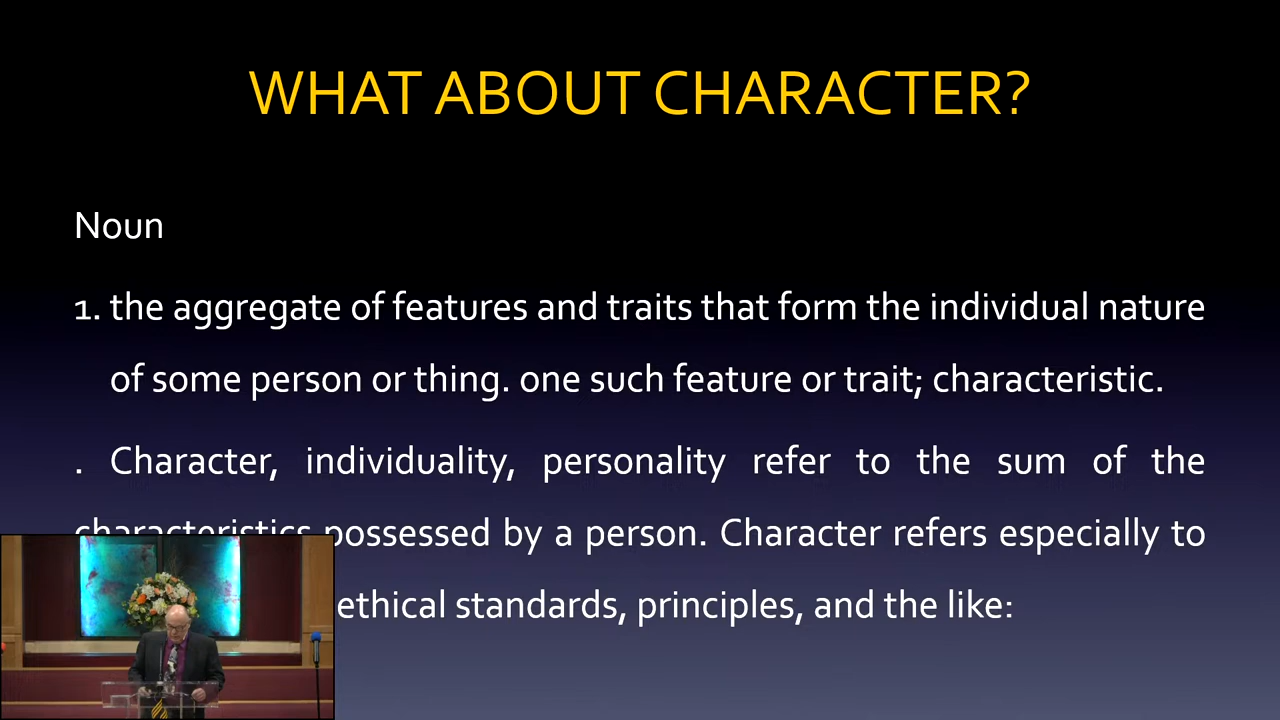 WHAT ABOUT CHARACTER?
Noun
1. the aggregate of features and traits that form the individual nature
of some person or thing. one such feature or trait; characteristic.
. Character, individuality, personality refer to the sum of the
characteristics possessed by a person. Character refers especially to
ethical standards, principles, and the like: